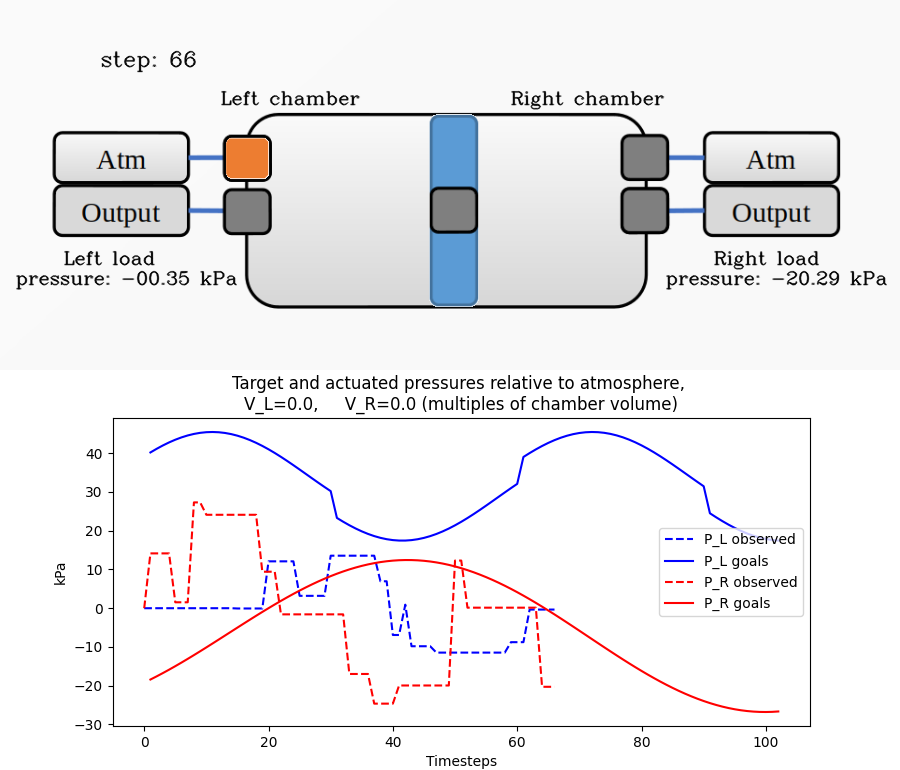 step: 66
Left chamber
Right chamber
Atm
Atm
Output
Output
Left load
pressure: -00.35 kPa
Right load
pressure: -20.29 kPa
Target and actuated pressures relative to atmosphere,
V_L=0.0,     V_R=0.0 (multiples of chamber volume)
40
30
20
10
0
−10
−20
−30
kPa
P_L observed
P_L goals
P_R observed
P_R goals
0 20 40 60 80 100
Timesteps